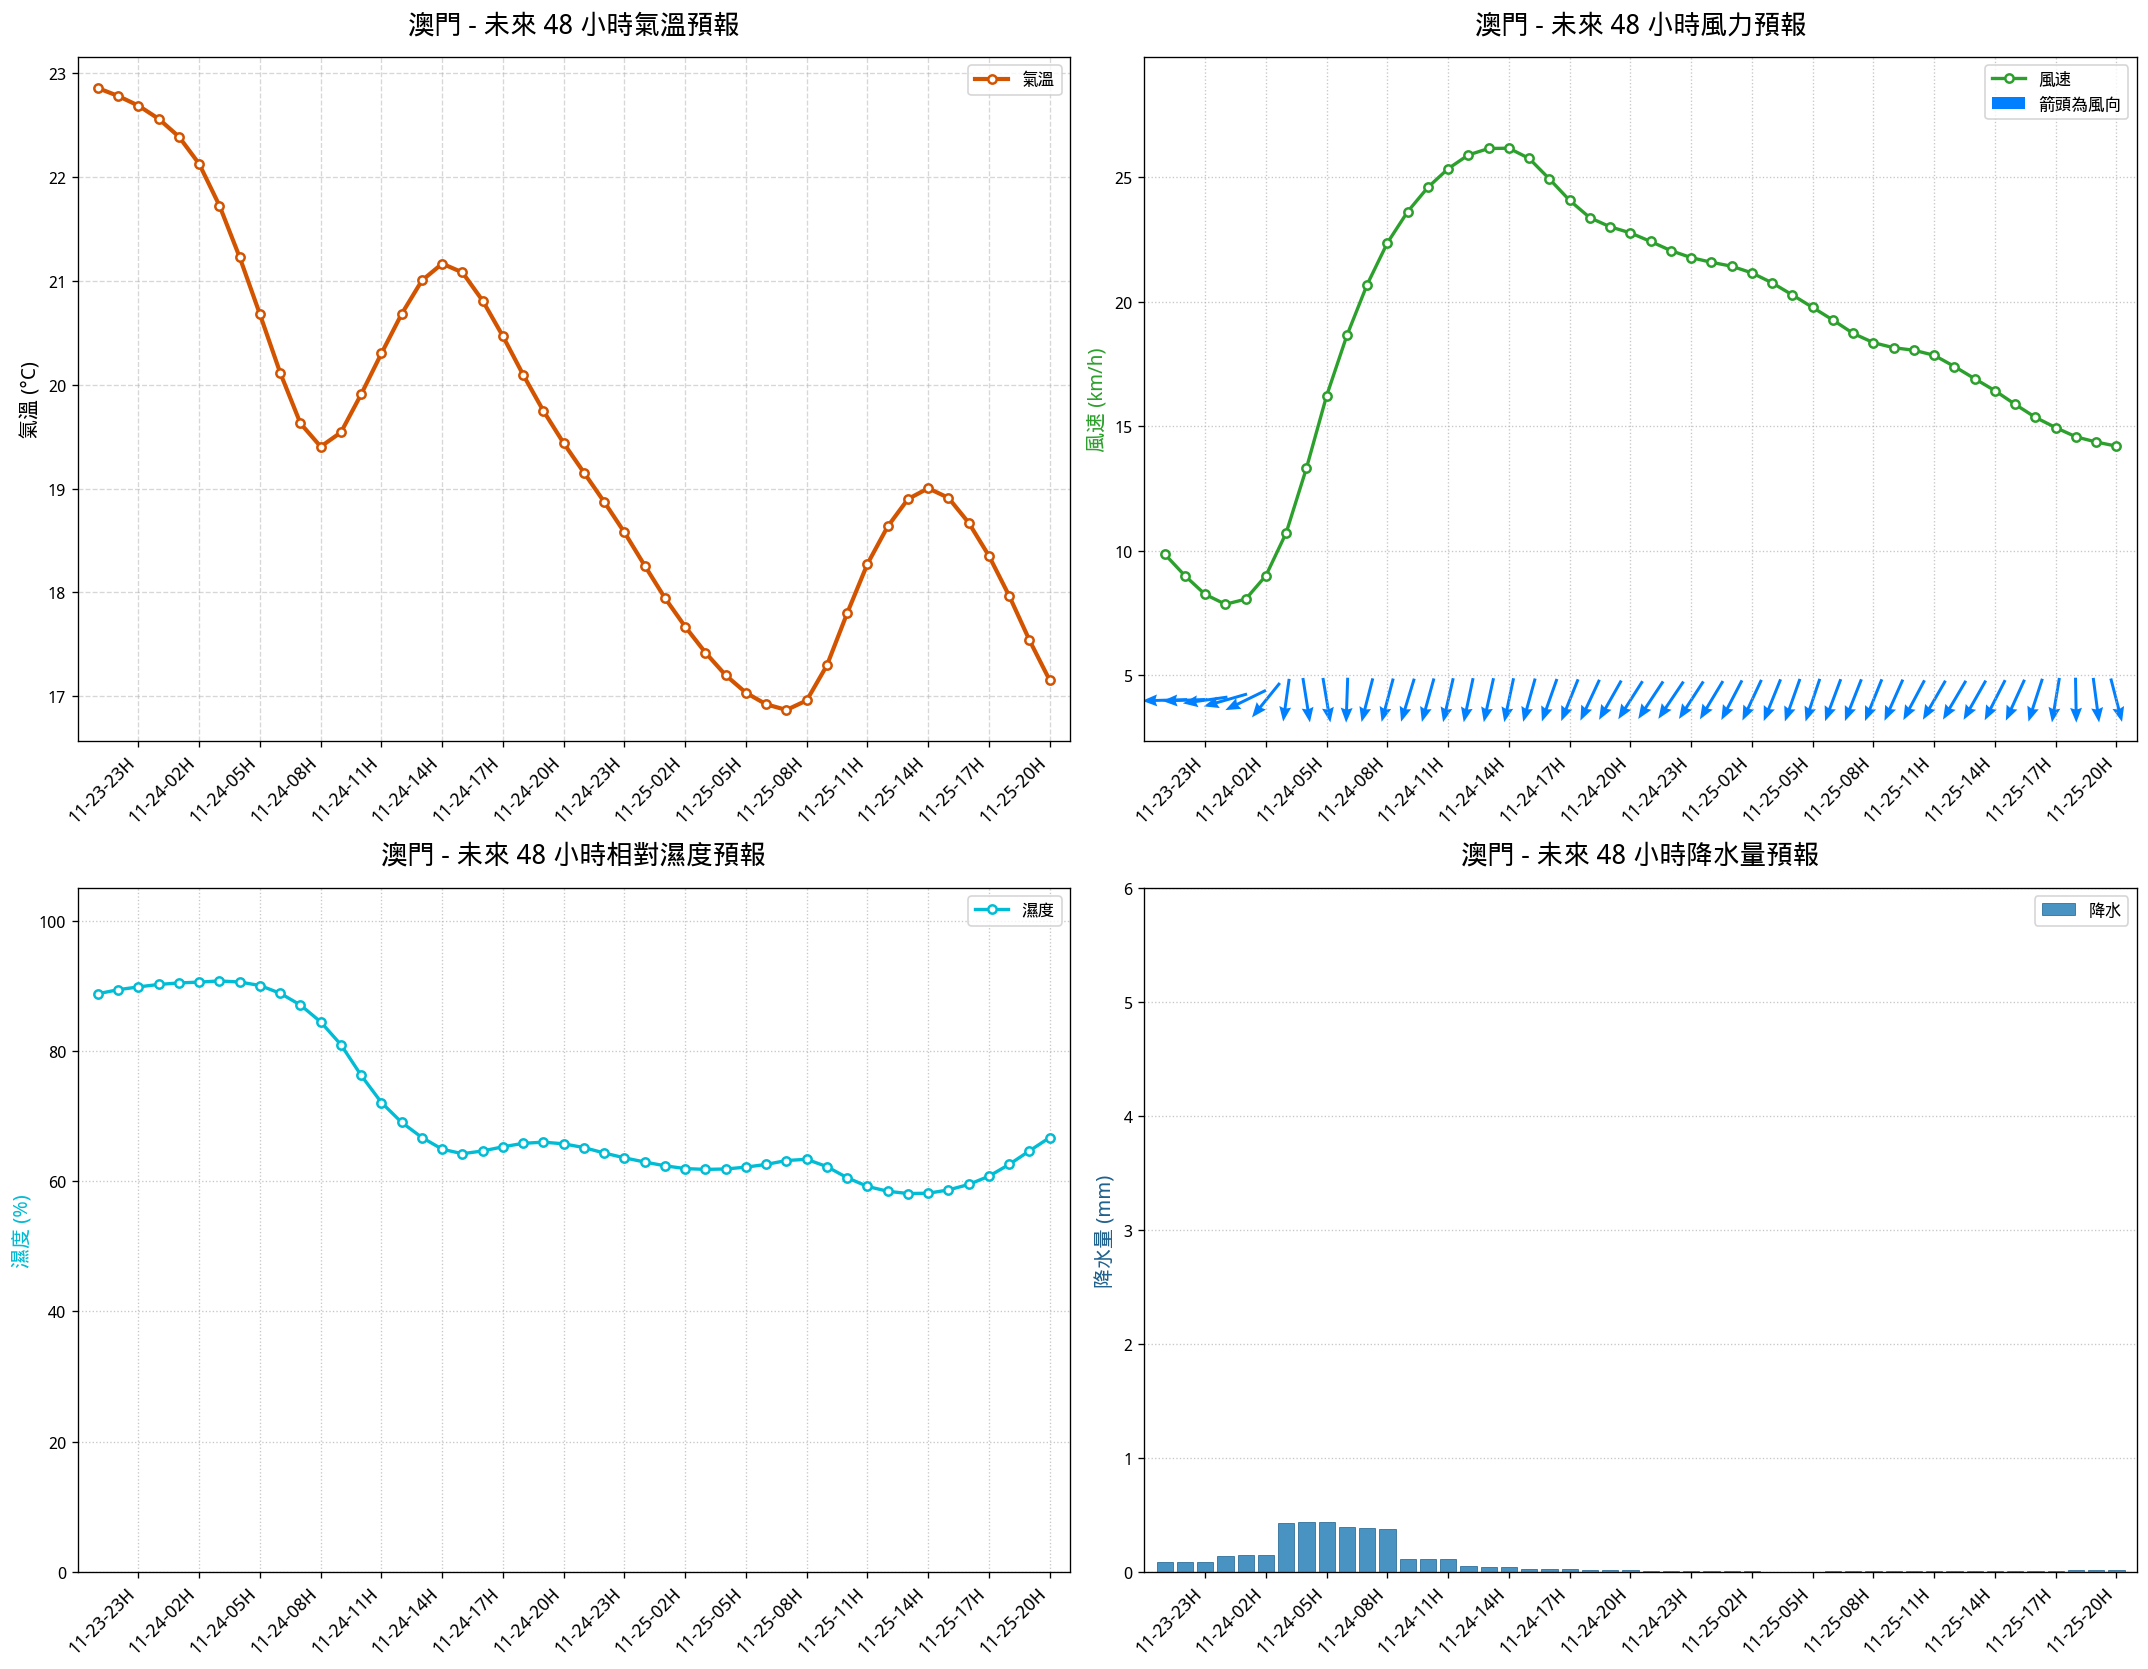 澳門 - 未來 48 小時氣溫預報
氣溫
氣溫 (°C)
23
22
21
20
19
18
17
11-23-23H
11-24-02H
11-24-05H
11-24-08H
11-24-11H
11-24-14H
11-24-17H
11-24-20H
11-24-23H
11-25-02H
11-25-05H
11-25-08H
11-25-11H
11-25-14H
11-25-17H
11-25-20H
澳門 - 未來 48 小時風力預報
風速
箭頭為風向
風速 (km/h)
25
20
15
10
5
11-23-23H
11-24-02H
11-24-05H
11-24-08H
11-24-11H
11-24-14H
11-24-17H
11-24-20H
11-24-23H
11-25-02H
11-25-05H
11-25-08H
11-25-11H
11-25-14H
11-25-17H
11-25-20H
澳門 - 未來 48 小時相對濕度預報
濕度
濕度 (%)
100
80
60
40
20
0
11-23-23H
11-24-02H
11-24-05H
11-24-08H
11-24-11H
11-24-14H
11-24-17H
11-24-20H
11-24-23H
11-25-02H
11-25-05H
11-25-08H
11-25-11H
11-25-14H
11-25-17H
11-25-20H
澳門 - 未來 48 小時降水量預報
降水
降水量 (mm)
6
5
4
3
2
1
0
11-23-23H
11-24-02H
11-24-05H
11-24-08H
11-24-11H
11-24-14H
11-24-17H
11-24-20H
11-24-23H
11-25-02H
11-25-05H
11-25-08H
11-25-11H
11-25-14H
11-25-17H
11-25-20H